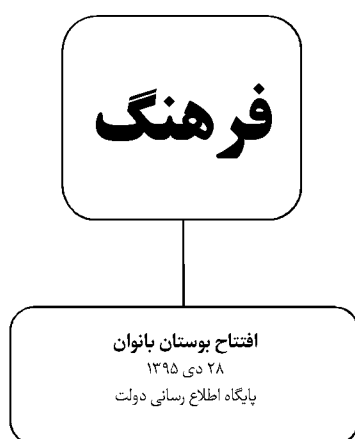 فرهنگ
افتتاح بوستان بانوان
۲۸ دی ۱۳۹۵
پایگاه اطلاع رسانی دولت